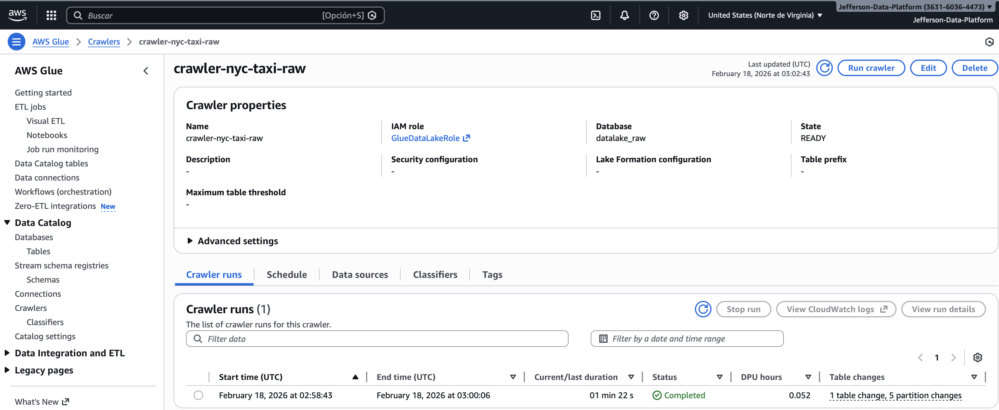 aws
Buscar
[Opción+S]
United States (Norte de Virginia)
Jefferson-Data-Platform (3631-6036-4473)
Jefferson-Data-Platform
AWS Glue
Crawlers
crawler-nyc-taxi-raw
AWS Glue
Getting started
ETL jobs
Visual ETL
Notebooks
Job run monitoring
Data Catalog tables
Data connections
Workflows (orchestration)
Zero-ETL integrations New
Data Catalog
Databases
Tables
Stream schema registries
Schemas
Connections
Crawlers
Classifiers
Catalog settings
Data Integration and ETL
Legacy pages
What's New
crawler-nyc-taxi-raw
Last updated (UTC)
February 18, 2026 at 03:02:43
Run crawler
Edit
Delete
Crawler properties
Name
crawler-nyc-taxi-raw
IAM role
GlueDataLakeRole
Database
datalake_raw
State
READY
Description
-
Security configuration
-
Lake Formation configuration
-
Table prefix
-
Maximum table threshold
-
Advanced settings
Crawler runs
Schedule
Data sources
Classifiers
Tags
Crawler runs (1)
The list of crawler runs for this crawler.
Stop run
View CloudWatch logs
View run details
Filter data
Filter by a date and time range
1
Start time (UTC)
End time (UTC)
Current/last duration
Status
DPU hours
Table changes
February 18, 2026 at 02:58:43
February 18, 2026 at 03:00:06
01 min 22 s
Completed
0.052
1 table change, 5 partition changes